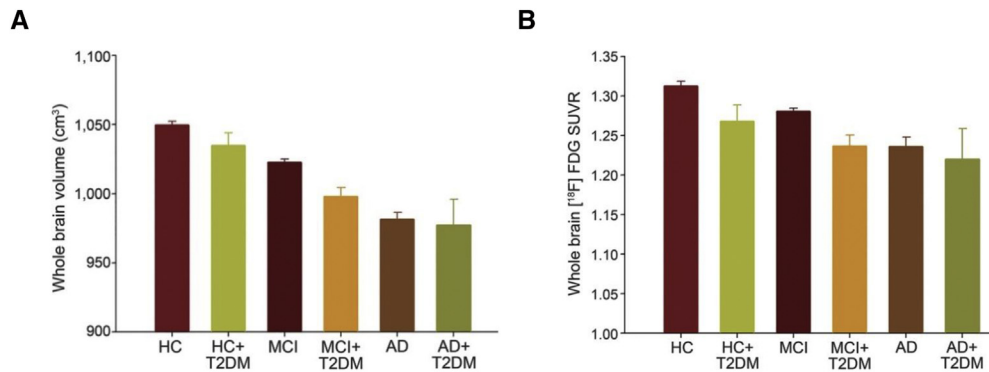 A
Whole brain volume (cm³)
1,100
1,050
1,000
950
900
HC
HC+
T2DM
MCI
MCI+
T2DM
AD
AD+
T2DM
B
Whole brain [¹⁸F] FDG SUVR
1.35
1.30
1.25
1.20
1.15
1.10
1.05
1.00
HC
HC+
T2DM
MCI
MCI+
T2DM
AD
AD+
T2DM